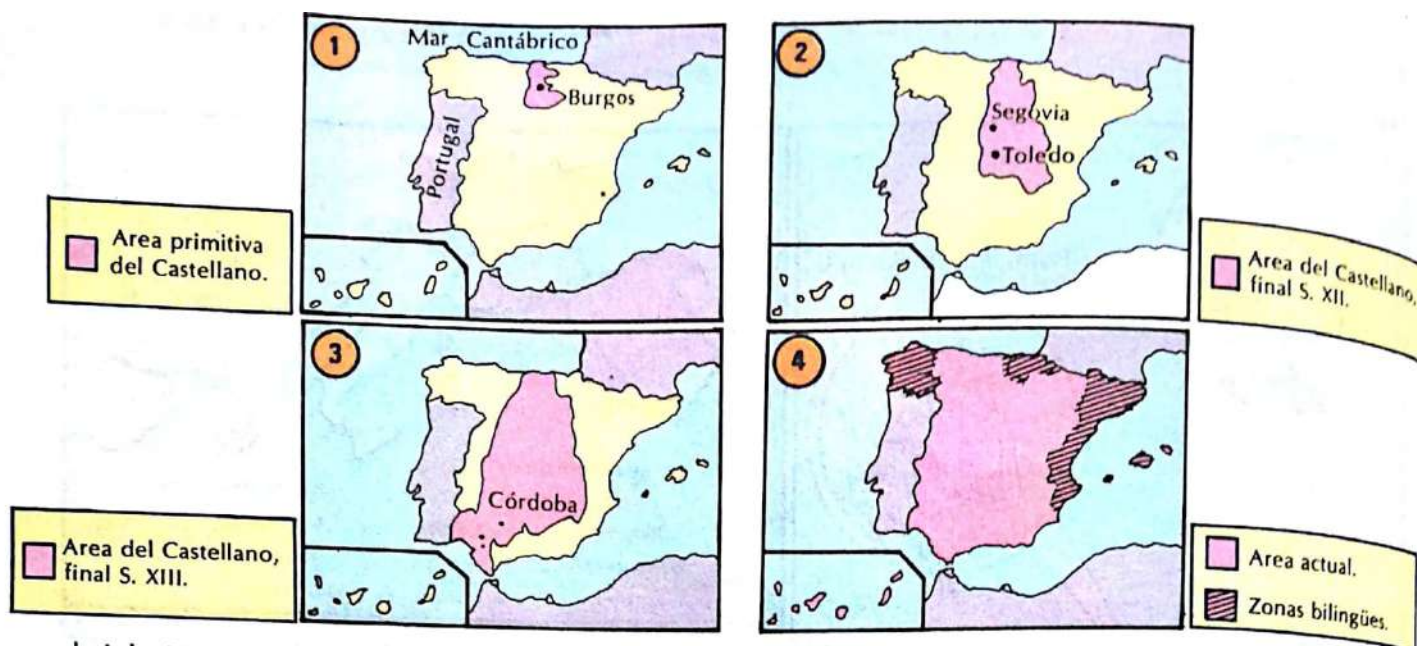 1
Mar Cantábrico
Burgos
Portugal
Area primitiva
del Castellano.
2
Segovia
Toledo
Area del Castellano,
final S. XII.
3
Córdoba
Area del Castellano,
final S. XIII.
4
Area actual.
Zonas bilingües.